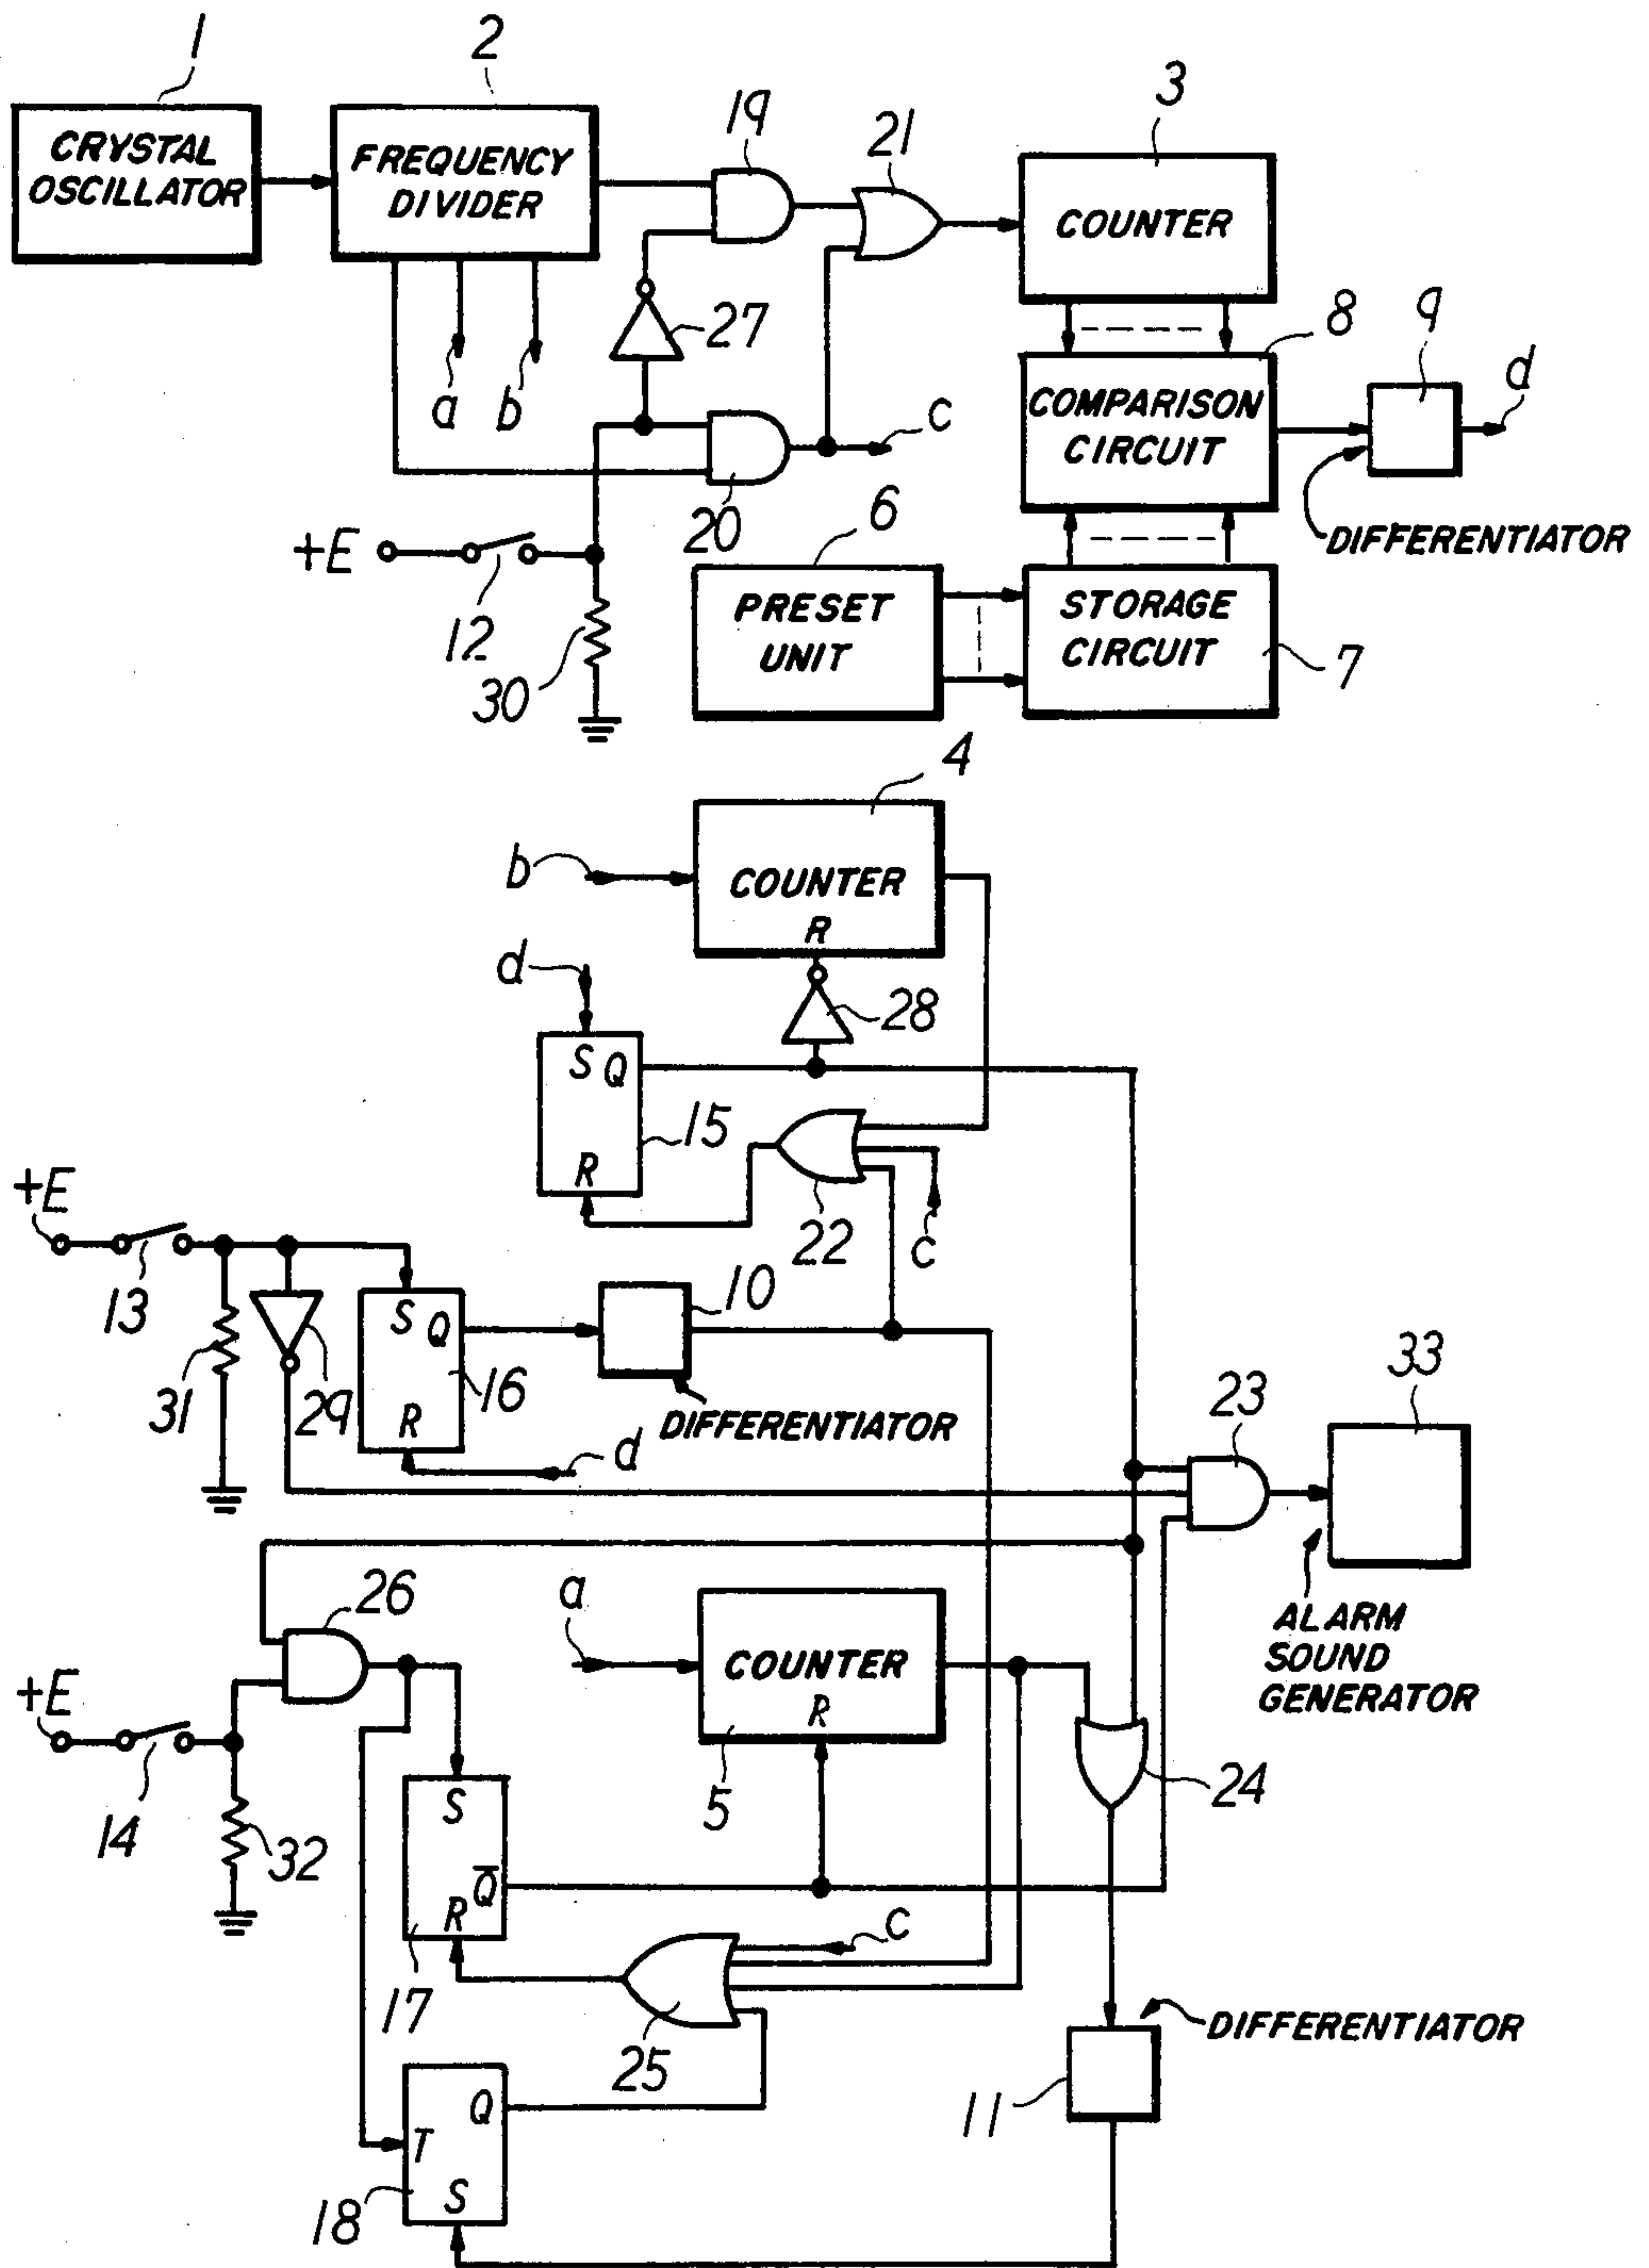 1
2
19
21
3
CRYSTAL
OSCILLATOR
FREQUENCY
DIVIDER
COUNTER
27
8
9
a
b
c
d
COMPARISON
CIRCUIT
20
6
DIFFERENTIATOR
+E
12
30
PRESET
UNIT
STORAGE
CIRCUIT
7
4
b
COUNTER
R
d
28
S Q
15
R
22
c
+E
13
31
29
S Q
16
R
10
DIFFERENTIATOR
d
23
33
ALARM
SOUND
GENERATOR
26
a
COUNTER
R
5
24
+E
14
32
S
Q̅
R
17
c
25
DIFFERENTIATOR
11
Q
T
S
18